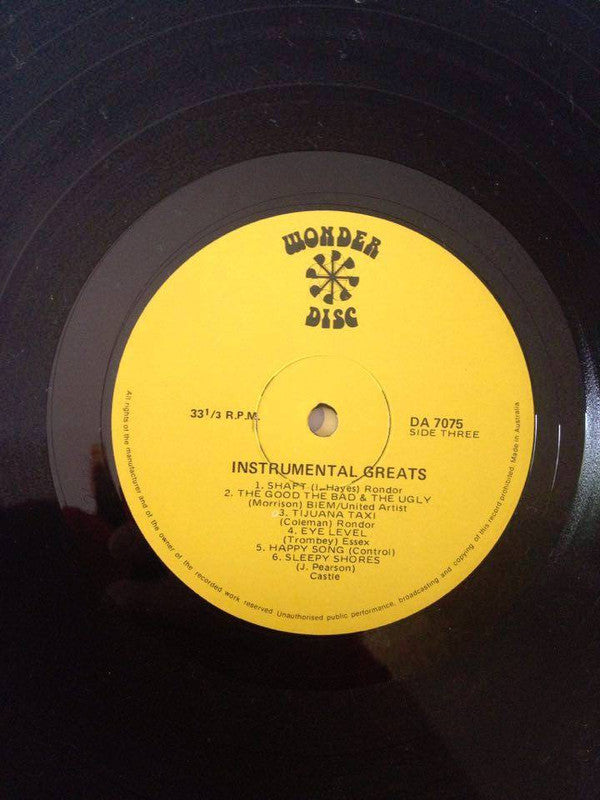 WONDER
DISC
33 1/3 R.P.M.
DA 7075
SIDE THREE
INSTRUMENTAL GREATS
1. SHAFT (I. Hayes) Rondor
2. THE GOOD THE BAD & THE UGLY
(Morrison) BIEM/United Artist
3. TIJUANA TAXI
(Coleman) Rondor
4. EYE LEVEL
(Trombey) Essex
5. HAPPY SONG (Control)
6. SLEEPY SHORES
(J. Pearson)
Castle
All rights of the manufacturer and of the owner of the recorded work reserved. Unauthorised public performance, broadcasting and copying of this record prohibited. Made in Australia.